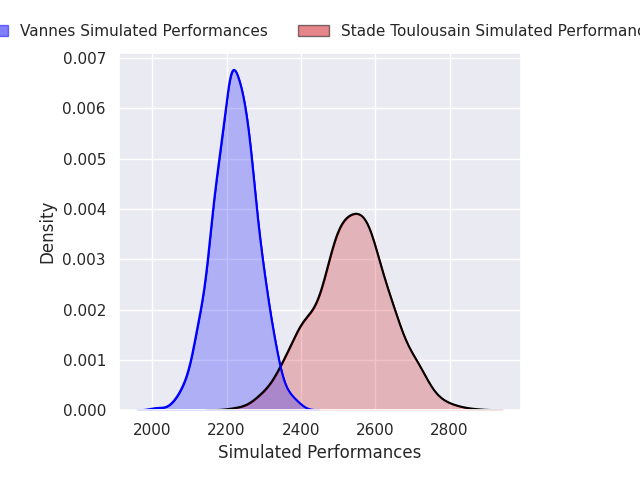 Vannes Simulated Performances Stade Toulousain Simulated
0.007
0.006
0.005
0.004
0.003
0.002
0.001
0.000
Density
2000 2200 2400 2600 2800
Simulated Performances